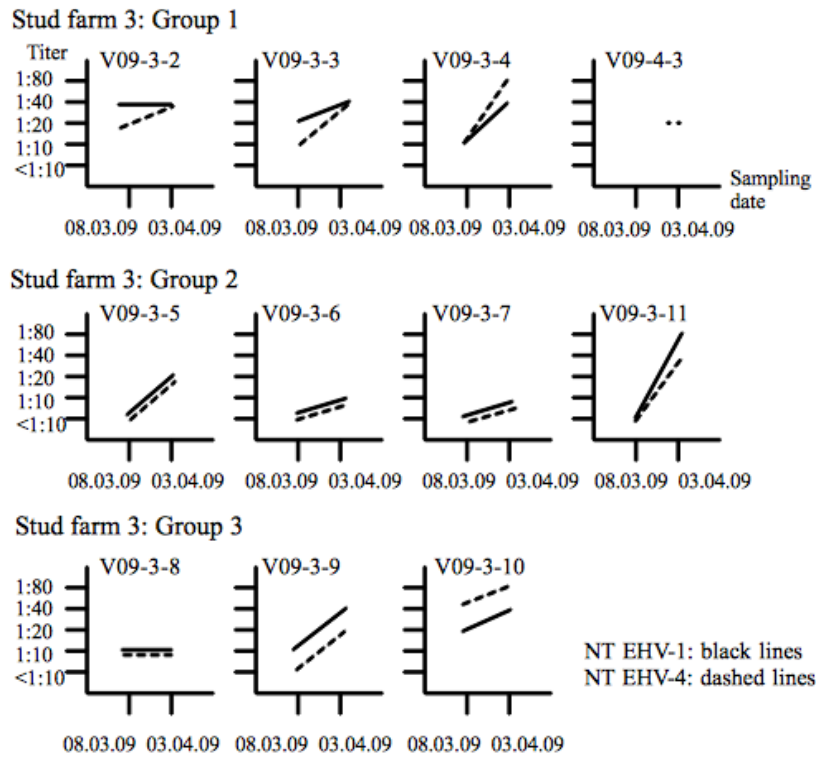 Stud farm 3: Group 1
Titer V09-3-2 V09-3-3 V09-3-4 V09-4-3
1:80
1:40
1:20
1:10
<1:10
Sampling
date
08.03.09 03.04.09 08.03.09 03.04.09 08.03.09 03.04.09 08.03.09 03.04.09
Stud farm 3: Group 2
V09-3-5 V09-3-6 V09-3-7 V09-3-11
1:80
1:40
1:20
1:10
<1:10
08.03.09 03.04.09 08.03.09 03.04.09 08.03.09 03.04.09 08.03.09 03.04.09
Stud farm 3: Group 3
V09-3-8 V09-3-9 V09-3-10
1:80
1:40
1:20
1:10
<1:10
NT EHV-1: black lines
NT EHV-4: dashed lines
08.03.09 03.04.09 08.03.09 03.04.09 08.03.09 03.04.09